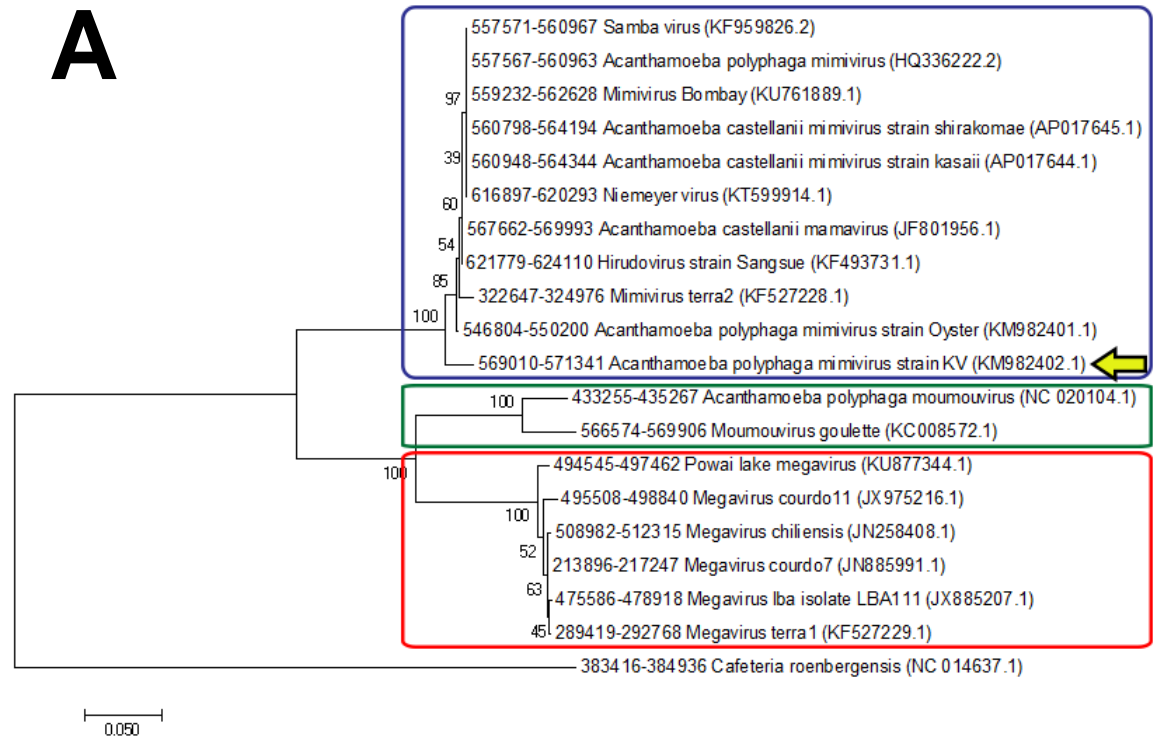 A
557571-560967 Samba virus (KF959826.2)
557567-560963 Acanthamoeba polyphaga mimivirus (HQ336222.2)
97
559232-562628 Mimivirus Bombay (KU761889.1)
560798-564194 Acanthamoeba castellanii mimivirus strain shirakomae (AP017645.1)
39
560948-564344 Acanthamoeba castellanii mimivirus strain kasaii (AP017644.1)
616897-620293 Niemeyer virus (KT599914.1)
60
567662-569993 Acanthamoeba castellanii mamavirus (JF801956.1)
54
621779-624110 Hirudovirus strain Sangsue (KF493731.1)
85
322647-324976 Mimivirus terra2 (KF527228.1)
100
546804-550200 Acanthamoeba polyphaga mimivirus strain Oyster (KM982401.1)
569010-571341 Acanthamoeba polyphaga mimivirus strain KV (KM982402.1)
100
433255-435267 Acanthamoeba polyphaga moumouvirus (NC 020104.1)
566574-569906 Moumouvirus goulette (KC008572.1)
100
494545-497462 Powai lake megavirus (KU877344.1)
495508-498840 Megavirus courdo11 (JX975216.1)
100
508982-512315 Megavirus chiliensis (JN258408.1)
52
213896-217247 Megavirus courdo7 (JN885991.1)
63
475586-478918 Megavirus lba isolate LBA111 (JX885207.1)
45
289419-292768 Megavirus terra1 (KF527229.1)
383416-384936 Cafeteria roenbergensis (NC 014637.1)
0.050